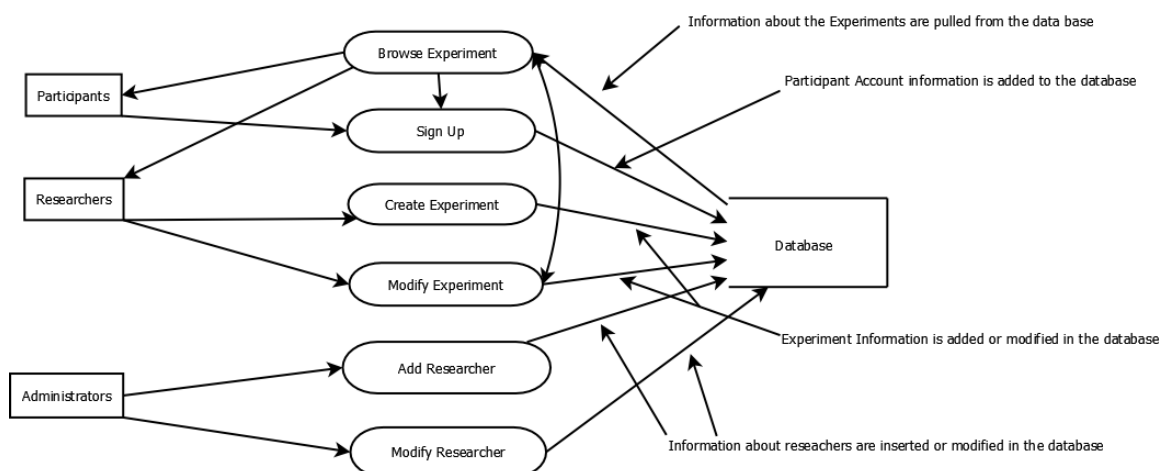 Information about the Experiments are pulled from the data base
Browse Experiment
Participant Account information is added to the database
Participants
Sign Up
Researchers
Create Experiment
Database
Modify Experiment
Experiment Information is added or modified in the database
Add Researcher
Administrators
Information about reseachers are inserted or modified in the database
Modify Researcher